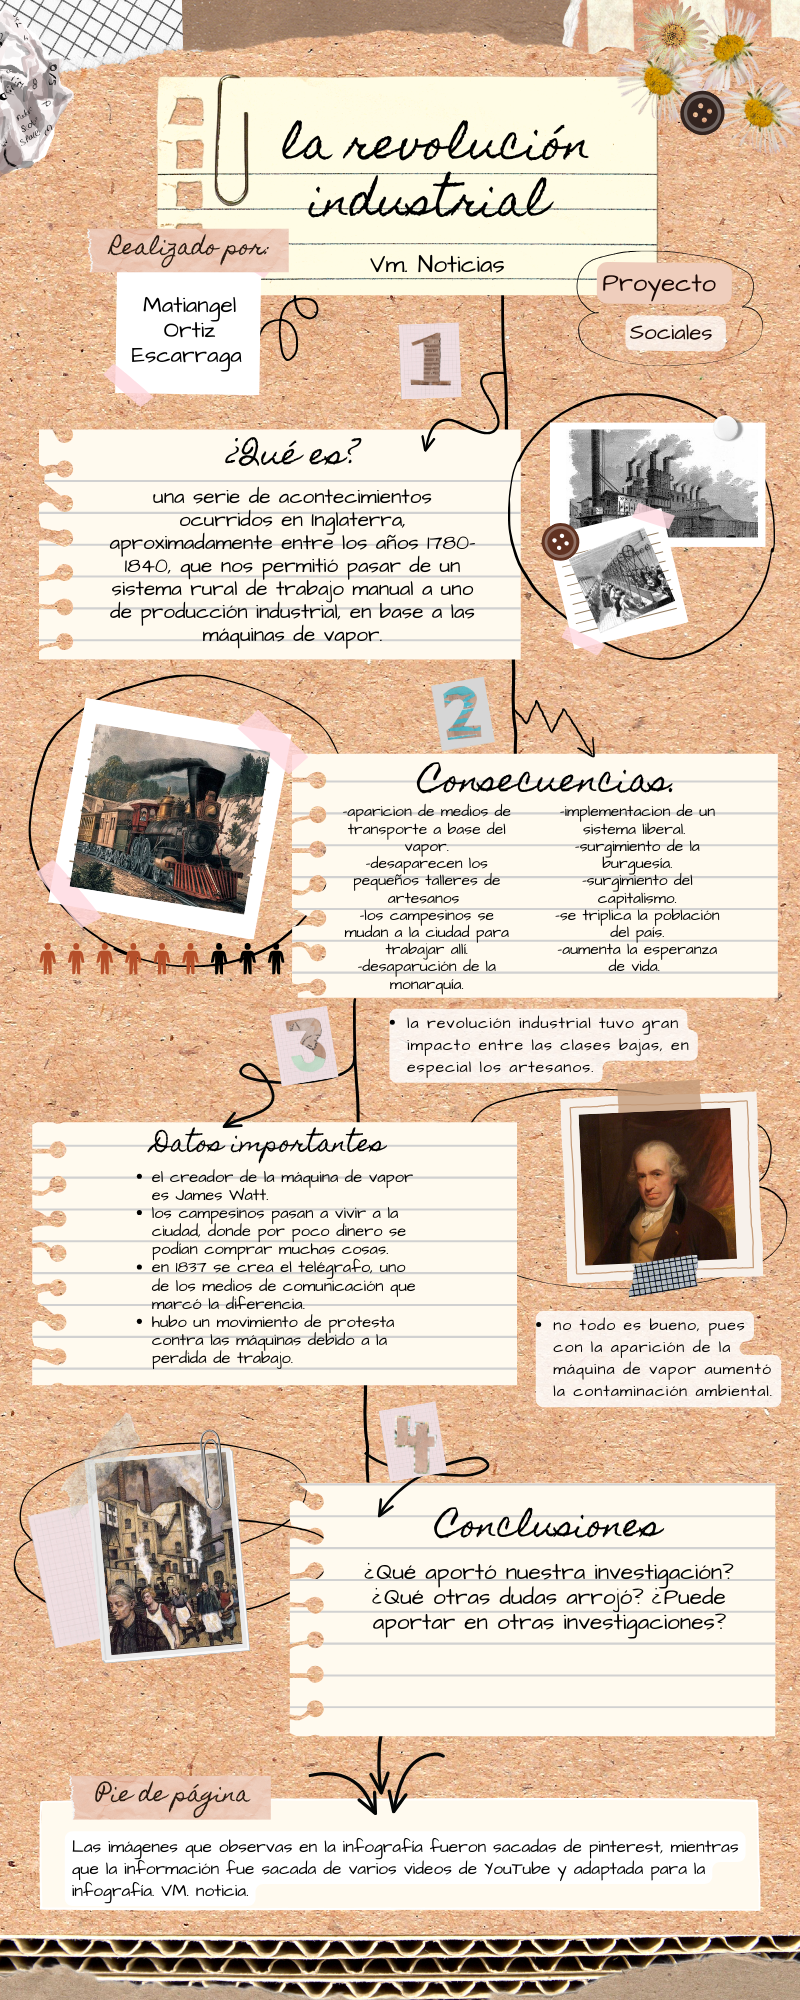 la revolución
industrial
Vm. Noticias
Realizado por:
Matiangel
Ortiz
Escarraga
Proyecto
Sociales
1
¿Qué es?
una serie de acontecimientos
ocurridos en Inglaterra,
aproximadamente entre los años 1780-
1840, que nos permitió pasar de un
sistema rural de trabajo manual a uno
de producción industrial, en base a las
máquinas de vapor.
2
Consecuencias.
-aparicion de medios de
transporte a base del
vapor.
-desaparecen los
pequeños talleres de
artesanos
-los campesinos se
mudan a la ciudad para
trabajar allí.
-desaparución de la
monarquía.
-implementacion de un
sistema liberal.
-surgimiento de la
burguesía.
-surgimiento del
capitalismo.
-se triplica la población
del país.
-aumenta la esperanza
de vida.
• la revolución industrial tuvo gran
impacto entre las clases bajas, en
especial los artesanos.
3
Datos importantes
• el creador de la máquina de vapor
es James Watt.
• los campesinos pasan a vivir a la
ciudad, donde por poco dinero se
podían comprar muchas cosas.
• en 1837 se crea el telégrafo, uno
de los medios de comunicación que
marcó la diferencia.
• hubo un movimiento de protesta
contra las máquinas debido a la
perdida de trabajo.
• no todo es bueno, pues
con la aparición de la
máquina de vapor aumentó
la contaminación ambiental.
4
Conclusiones
¿Qué aportó nuestra investigación?
¿Qué otras dudas arrojó? ¿Puede
aportar en otras investigaciones?
Pie de página
Las imágenes que observas en la infografía fueron sacadas de pinterest, mientras
que la información fue sacada de varios videos de YouTube y adaptada para la
infografía. VM. noticia.